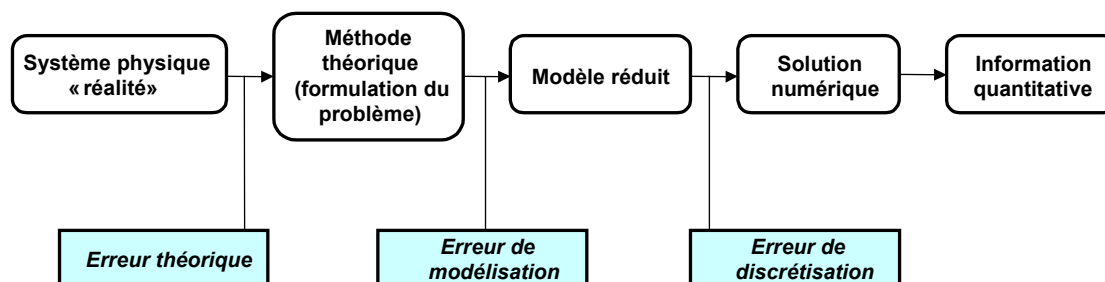 Système physique
« réalité»
Méthode
théorique
(formulation du
problème)
Modèle réduit
Solution
numérique
Information
quantitative
Erreur théorique
Erreur de
modélisation
Erreur de
discrétisation